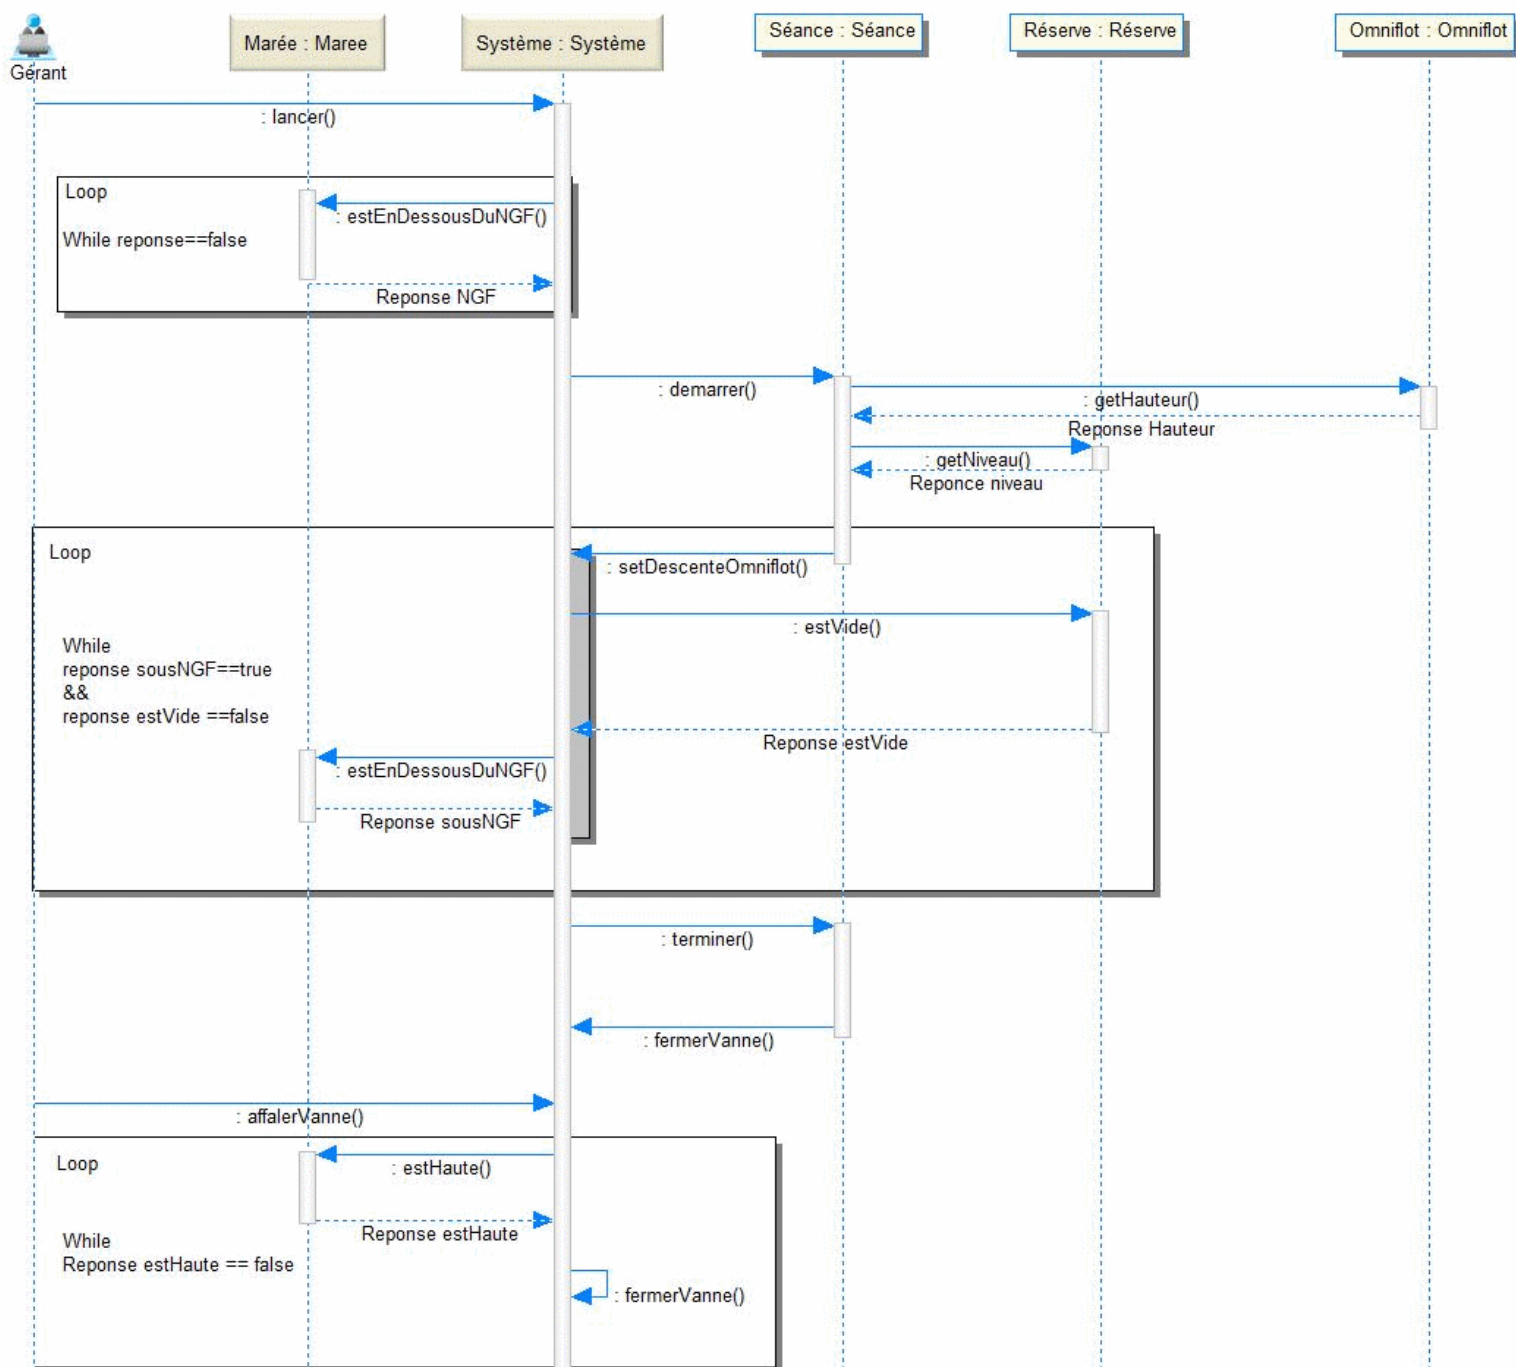 Gérant
Marée : Maree
Système : Système
Séance : Séance
Réserve : Réserve
Omniflot : Omniflot
: lancer()
Loop
: estEnDessousDuNGF()
While reponse==false
Reponse NGF
: demarrer()
: getHauteur()
Reponse Hauteur
: getNiveau()
Reponce niveau
Loop
: setDescenteOmniflot()
: estVide()
While
reponse sousNGF==true
&&
reponse estVide ==false
Reponse estVide
: estEnDessousDuNGF()
Reponse sousNGF
: terminer()
: fermerVanne()
: affalerVanne()
Loop
: estHaute()
Reponse estHaute
While
Reponse estHaute == false
: fermerVanne()